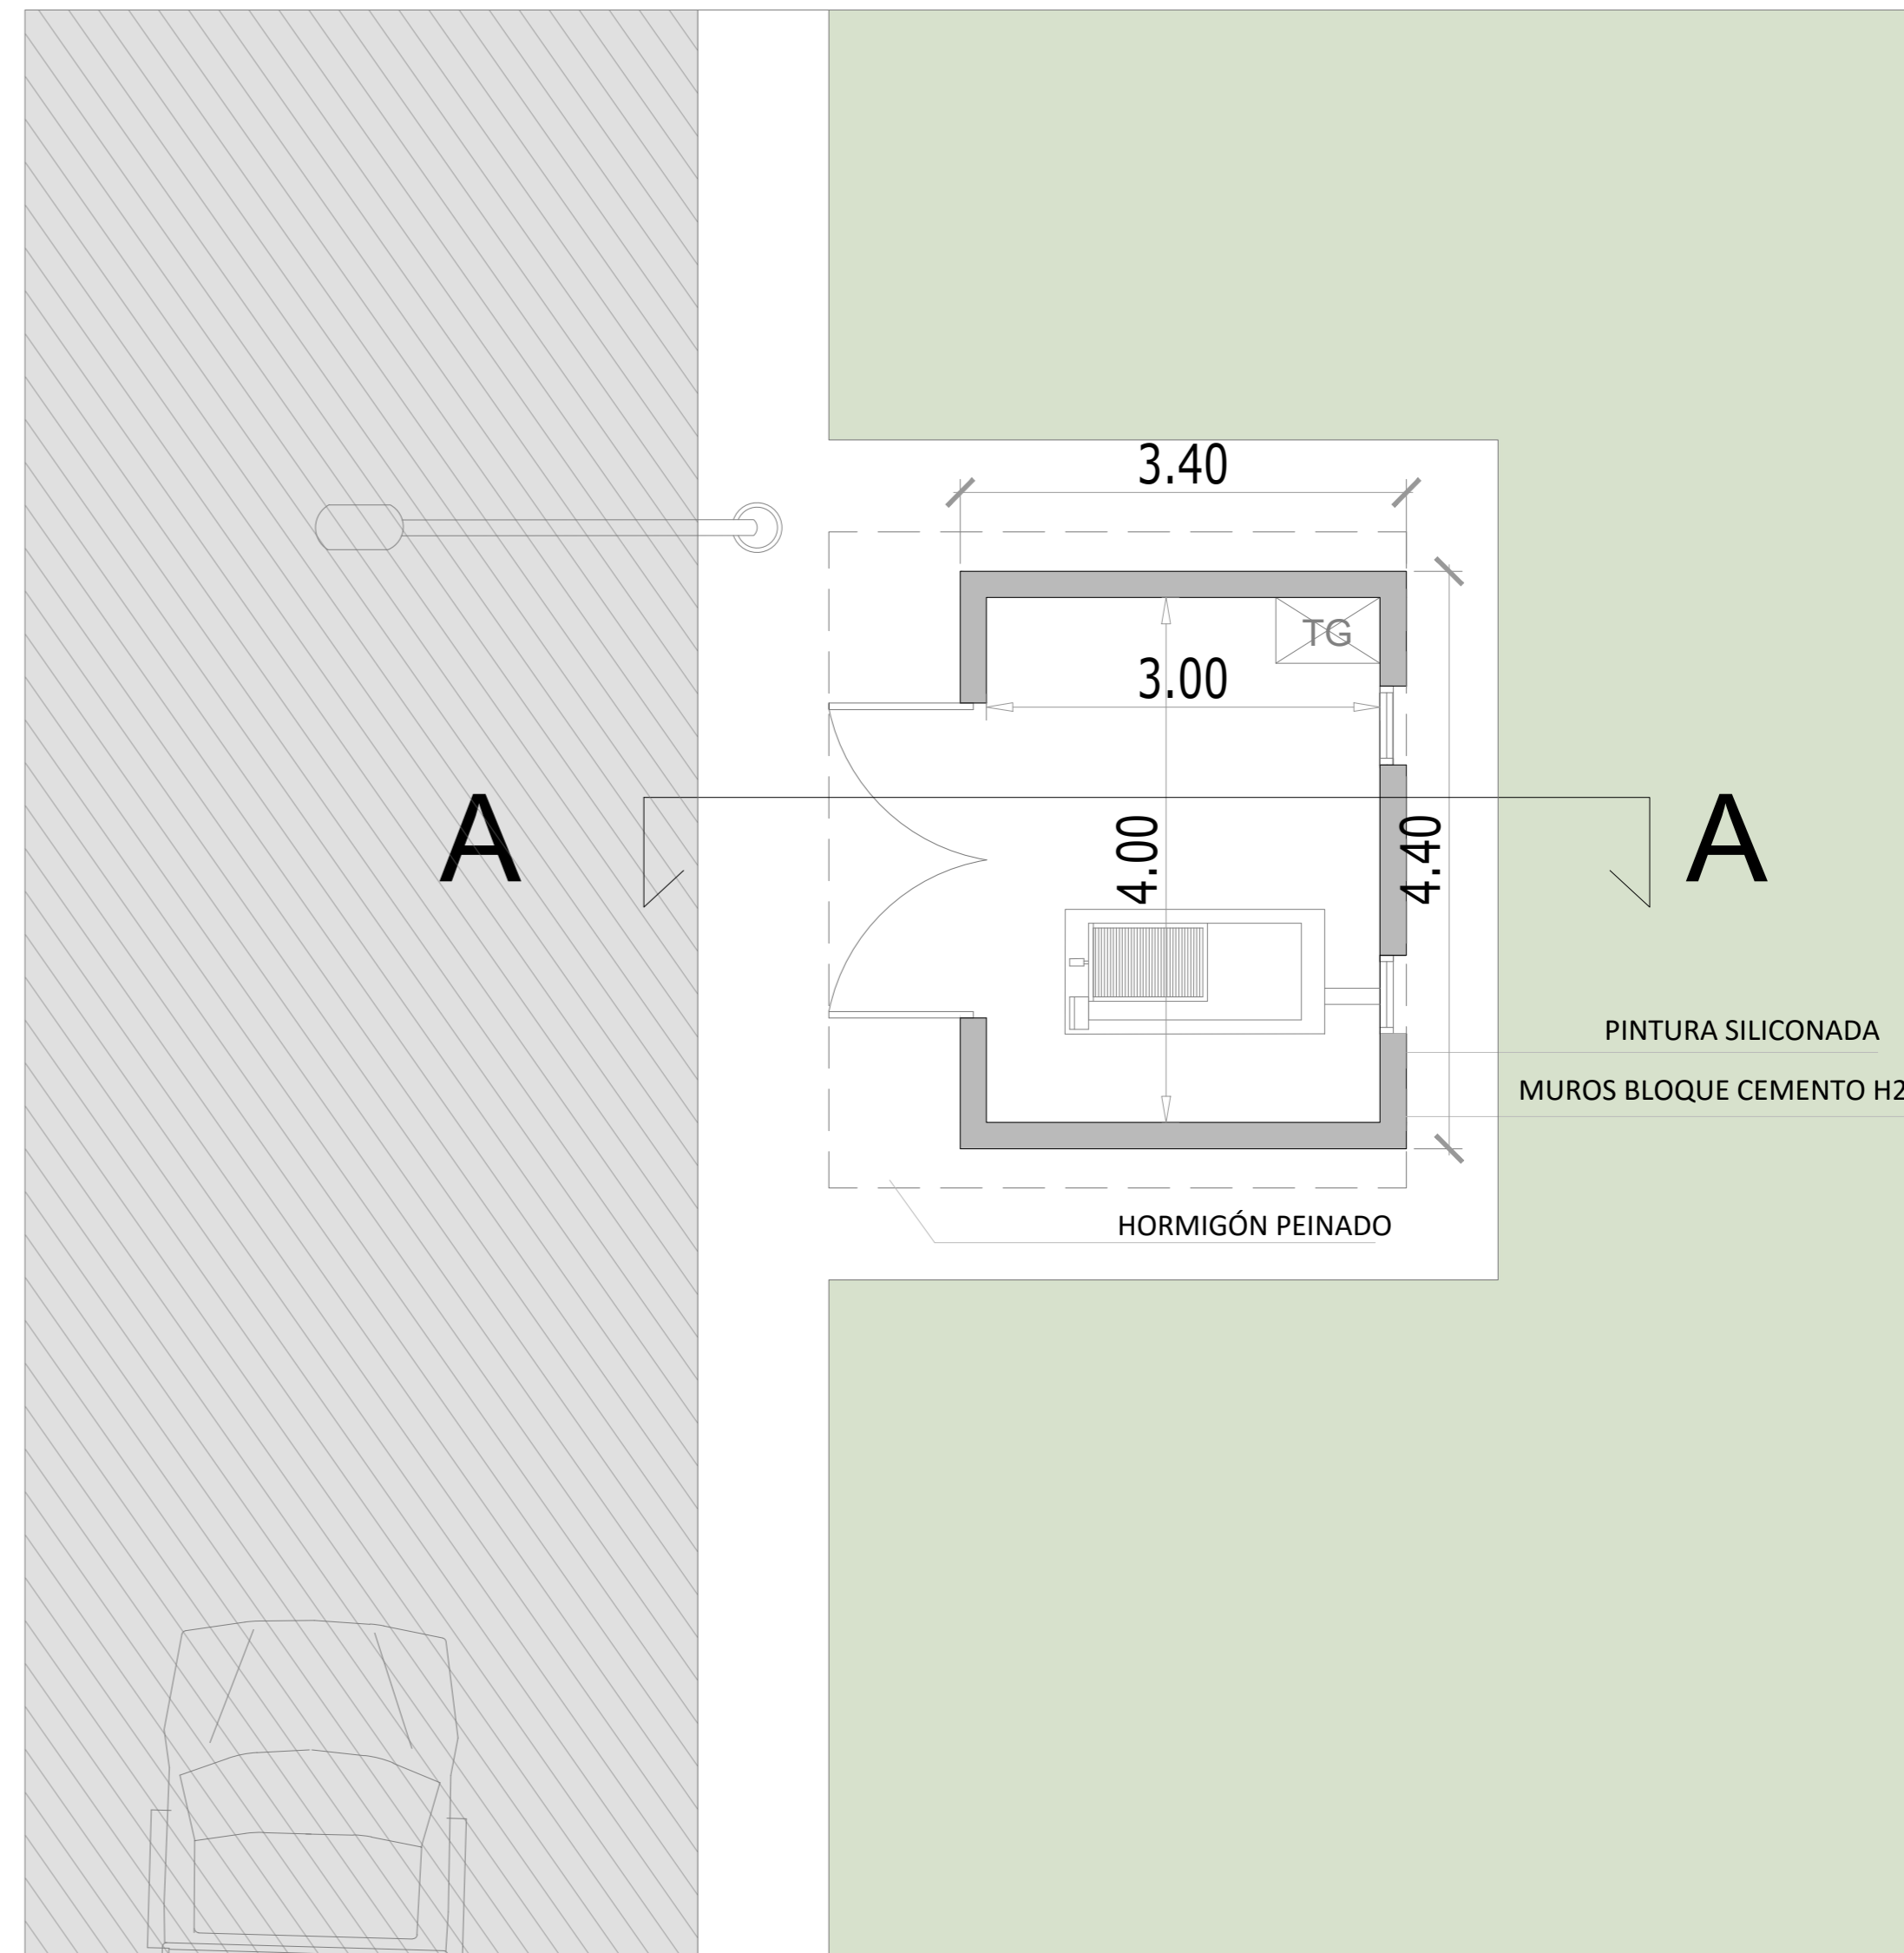 3.40
TG
3.00
A
4.00
4.40
A
PINTURA SILICONADA
MUROS BLOQUE CEMENTO H2
HORMIGÓN PEINADO